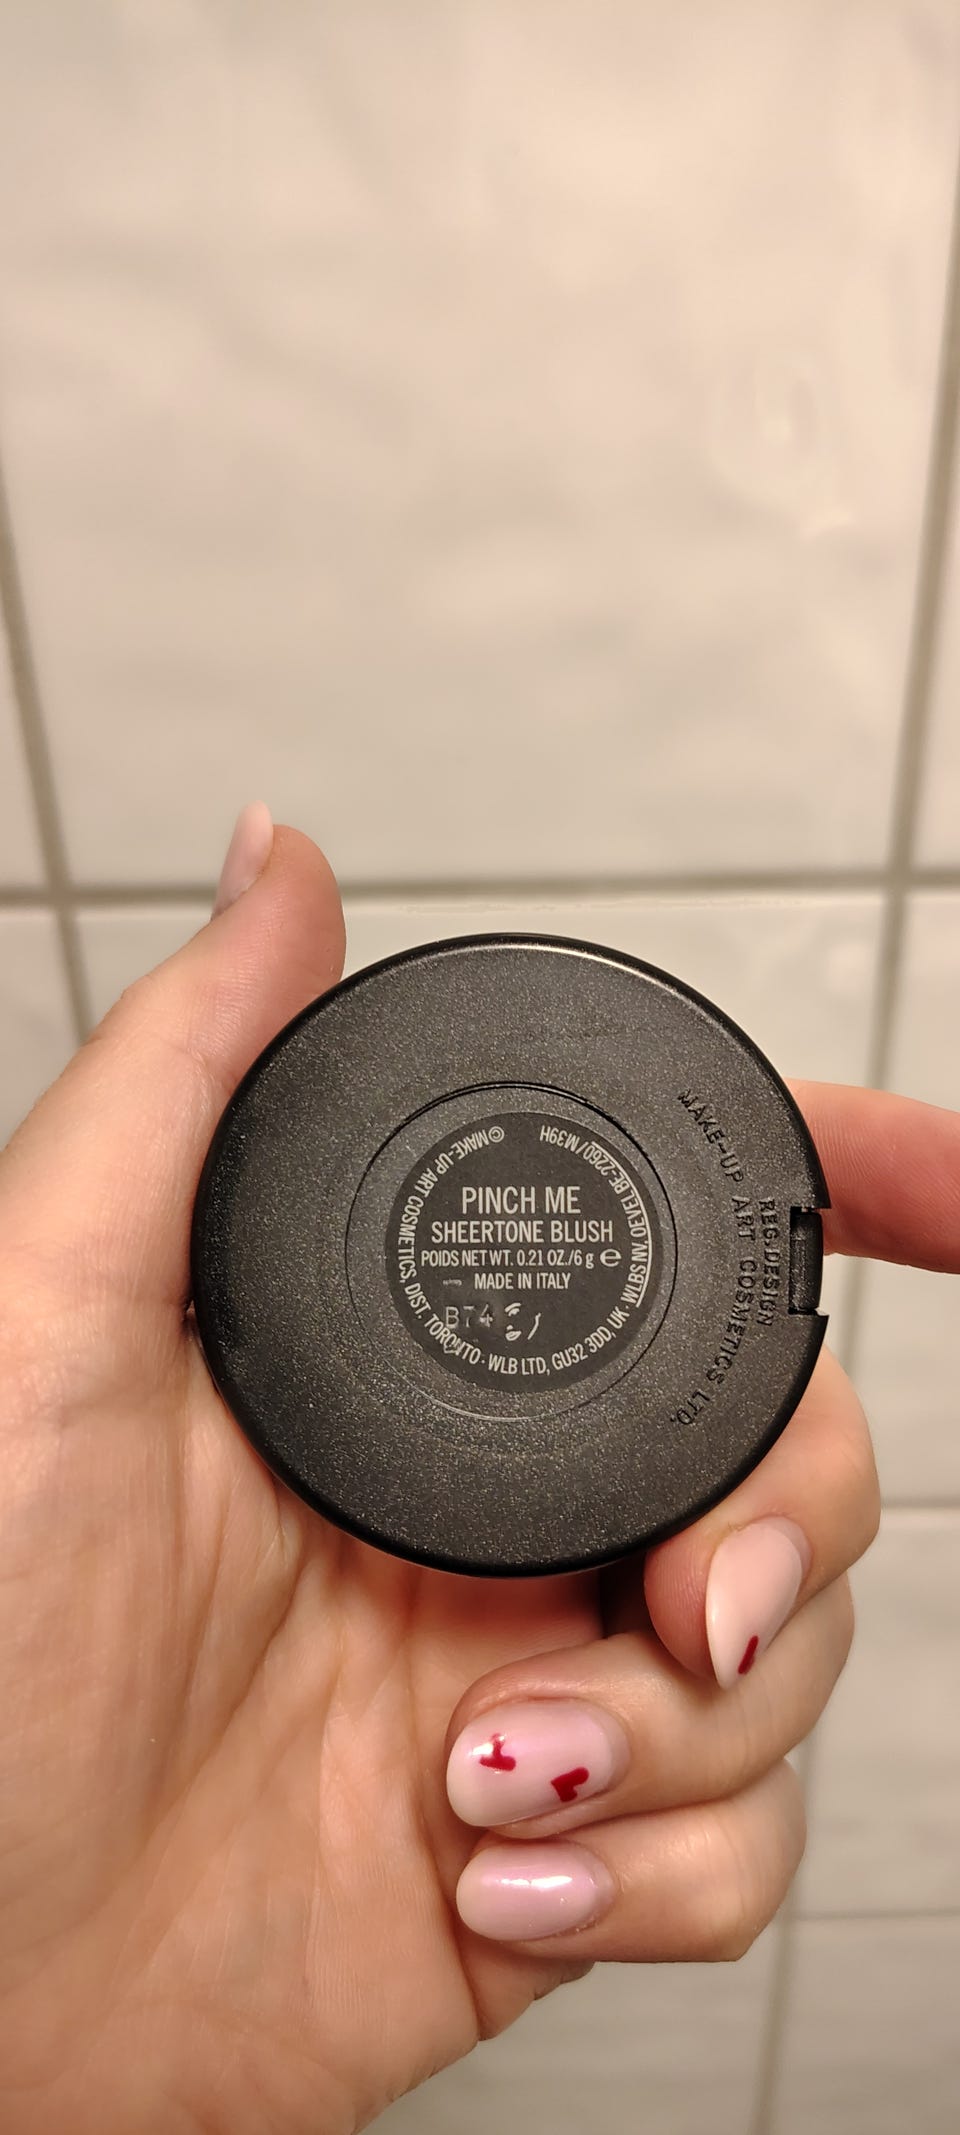 PINCH ME
SHEERTONE BLUSH
POIDS NET WT. 0.21 OZ./6 g e
MADE IN ITALY
B74
©MAKE-UP ART COSMETICS, DIST. TORONTO · WLB LTD, GU32 3DD, UK · WLBS NV, OEVEL BE-2260/M39H
REG.DESIGN
MAKE-UP ART COSMETICS LTD.